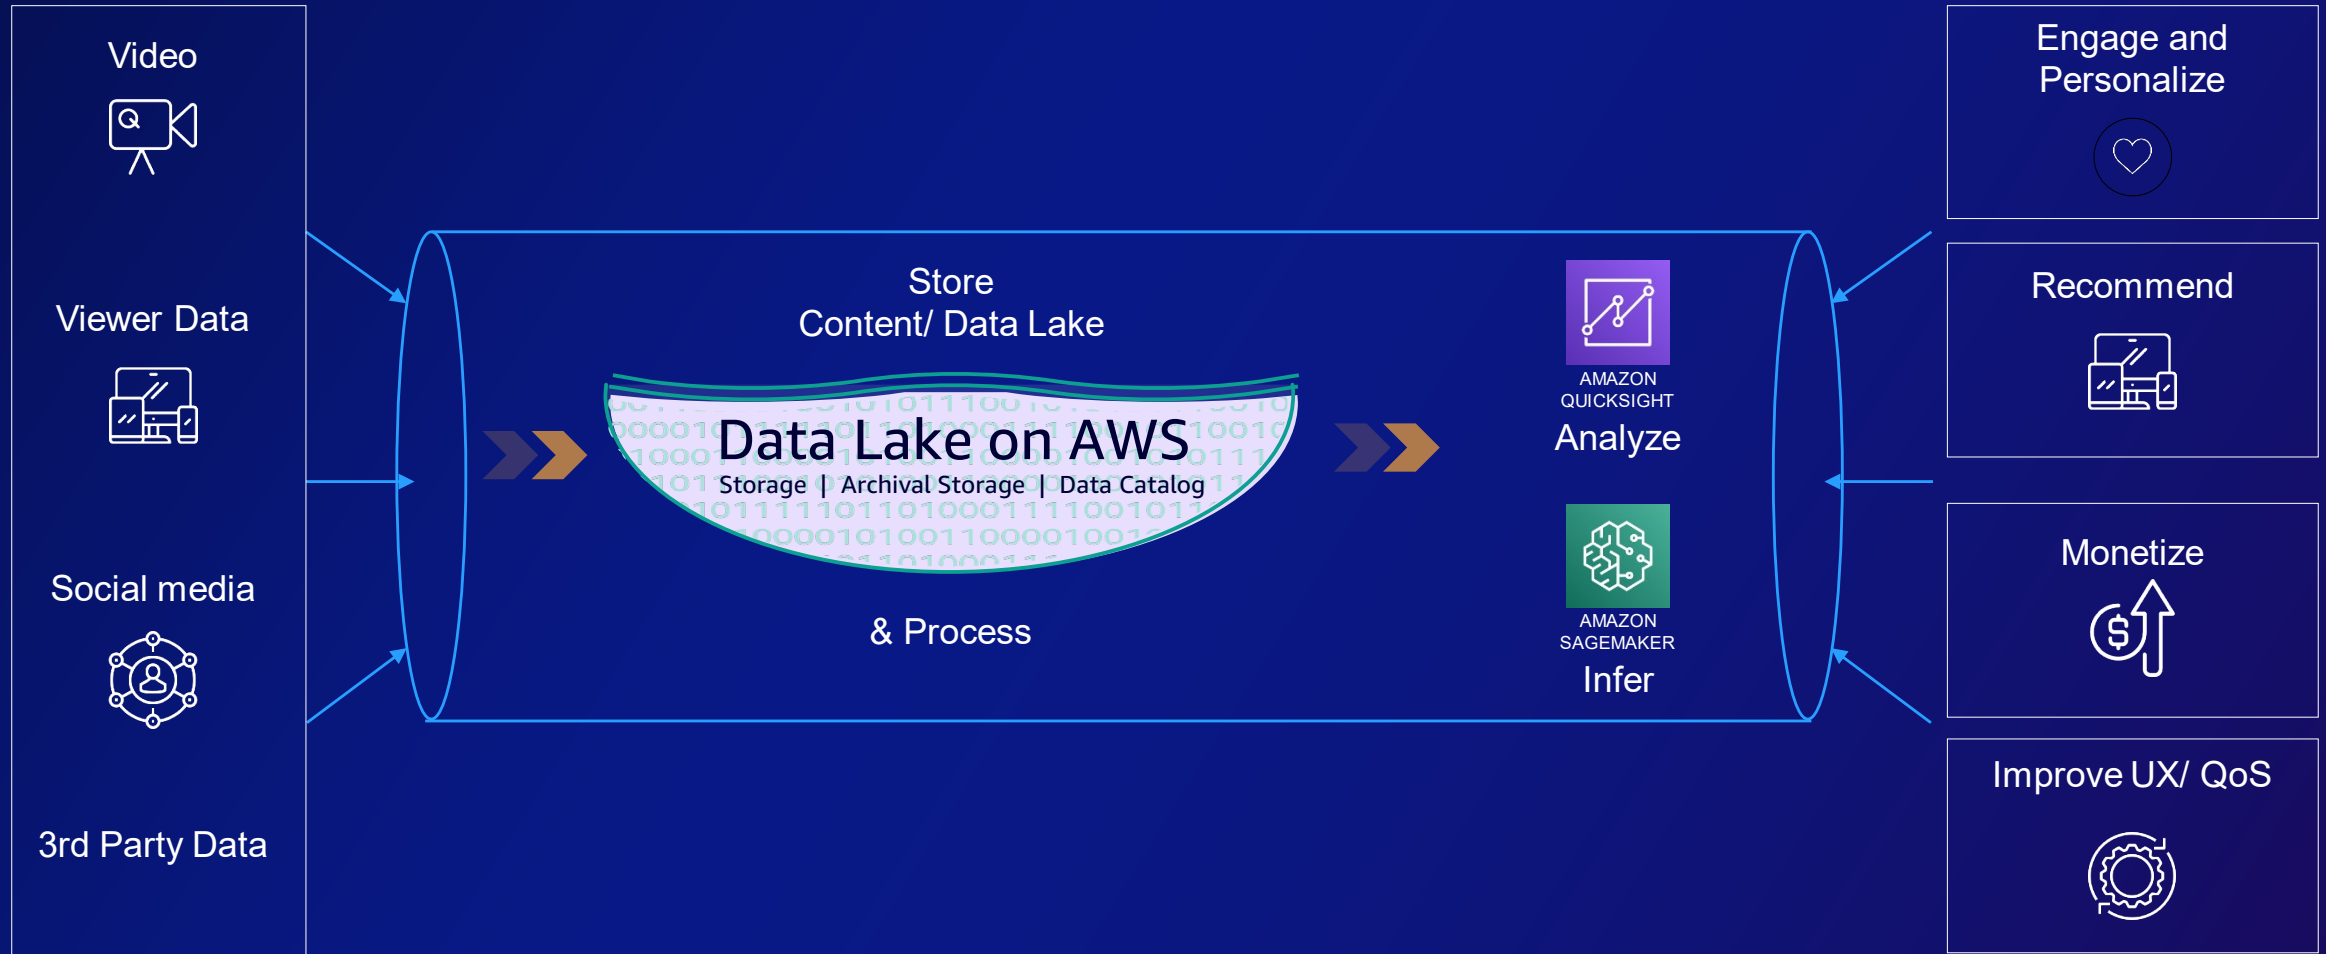 Video
Viewer Data
Social media
3rd Party Data
Store
Content/ Data Lake
Data Lake on AWS
Storage | Archival Storage | Data Catalog
& Process
AMAZON
QUICKSIGHT
Analyze
AMAZON
SAGEMAKER
Infer
Engage and
Personalize
Recommend
Monetize
$
Improve UX/ QoS